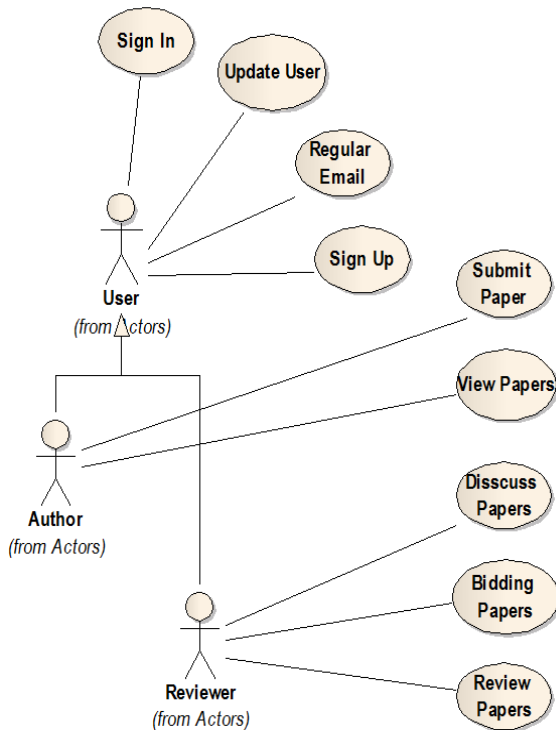 Sign In
Update User
Regular
Email
Sign Up
User
(from Actors)
Submit
Paper
View Papers
Author
(from Actors)
Disscuss
Papers
Bidding
Papers
Reviewer
(from Actors)
Review
Papers